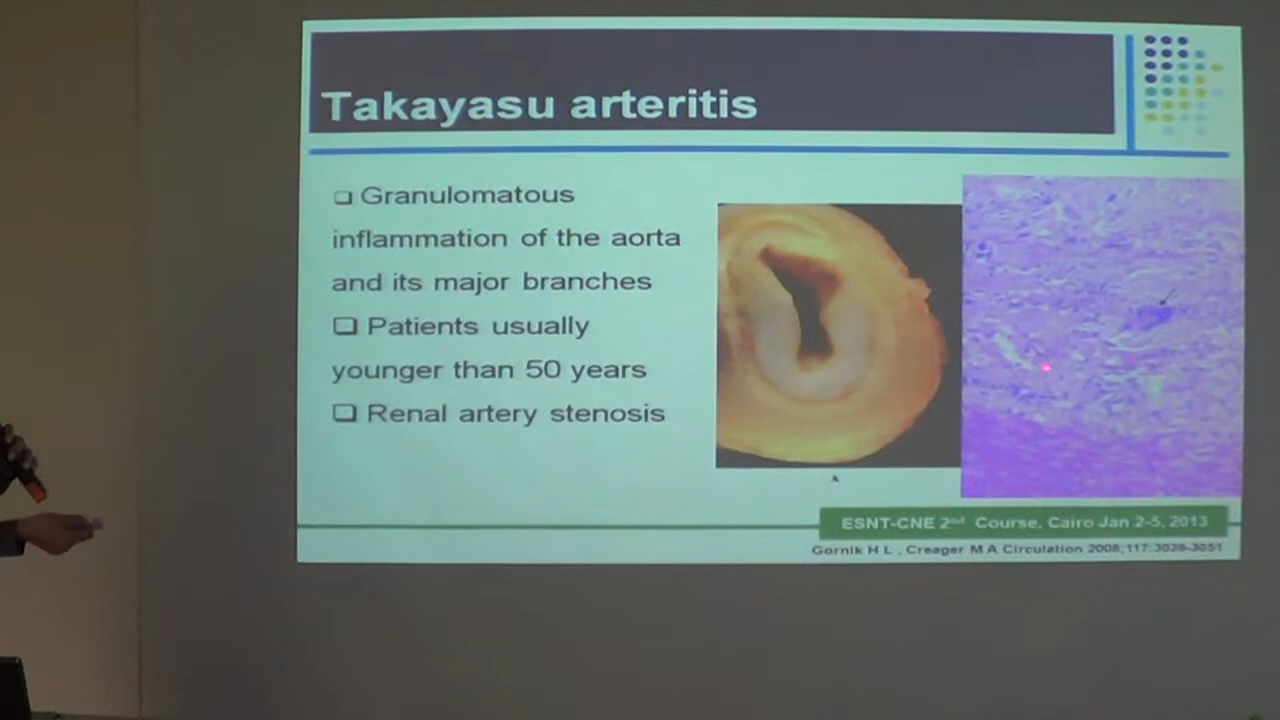 Takayasu arteritis
❑ Granulomatous
inflammation of the aorta
and its major branches
❑ Patients usually
younger than 50 years
❑ Renal artery stenosis
A
ESNT-CNE 2nd Course, Cairo Jan 2-5, 2013
Gornik H L , Creager M A Circulation 2008; 117:3039-3051